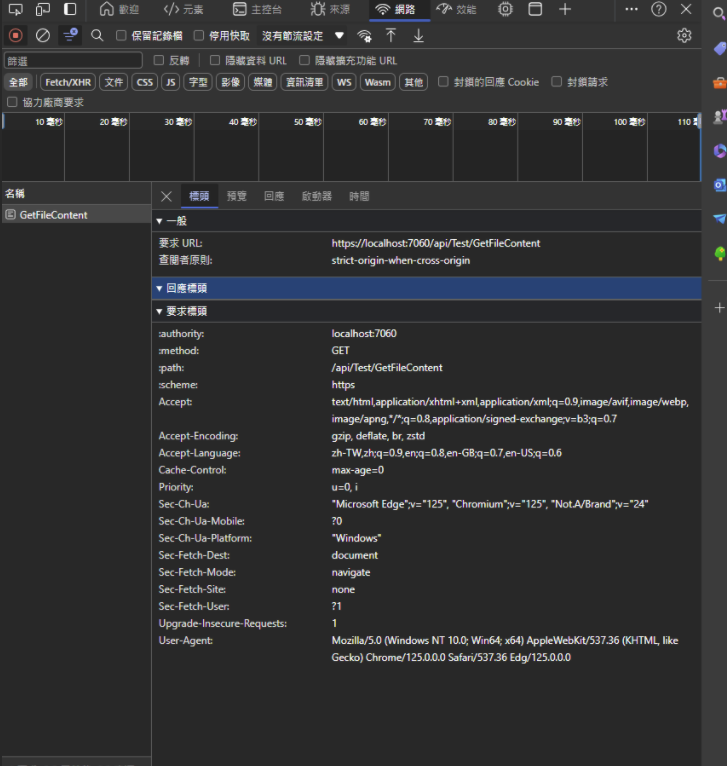 歡迎 元素 主控台 來源 網路 效能
保留記錄檔 停用快取 沒有節流設定
篩選 反轉 隱藏資料 URL 隱藏擴充功能 URL
全部 Fetch/XHR 文件 CSS JS 字型 影像 媒體 資訊清單 WS Wasm 其他 封鎖的回應 Cookie 封鎖請求
協力廠商要求
10 毫秒 20 毫秒 30 毫秒 40 毫秒 50 毫秒 60 毫秒 70 毫秒 80 毫秒 90 毫秒 100 毫秒 110
名稱 標頭 預覽 回應 啟動器 時間
GetFileContent
一般
要求 URL: https://localhost:7060/api/Test/GetFileContent
查閱者原則: strict-origin-when-cross-origin
回應標頭
要求標頭
:authority: localhost:7060
:method: GET
:path: /api/Test/GetFileContent
:scheme: https
Accept: text/html,application/xhtml+xml,application/xml;q=0.9,image/avif,image/webp,
image/apng,*/*;q=0.8,application/signed-exchange;v=b3;q=0.7
Accept-Encoding: gzip, deflate, br, zstd
Accept-Language: zh-TW,zh;q=0.9,en;q=0.8,en-GB;q=0.7,en-US;q=0.6
Cache-Control: max-age=0
Priority: u=0, i
Sec-Ch-Ua: "Microsoft Edge";v="125", "Chromium";v="125", "Not.A/Brand";v="24"
Sec-Ch-Ua-Mobile: ?0
Sec-Ch-Ua-Platform: "Windows"
Sec-Fetch-Dest: document
Sec-Fetch-Mode: navigate
Sec-Fetch-Site: none
Sec-Fetch-User: ?1
Upgrade-Insecure-Requests: 1
User-Agent: Mozilla/5.0 (Windows NT 10.0; Win64; x64) AppleWebKit/537.36 (KHTML, like
Gecko) Chrome/125.0.0.0 Safari/537.36 Edg/125.0.0.0